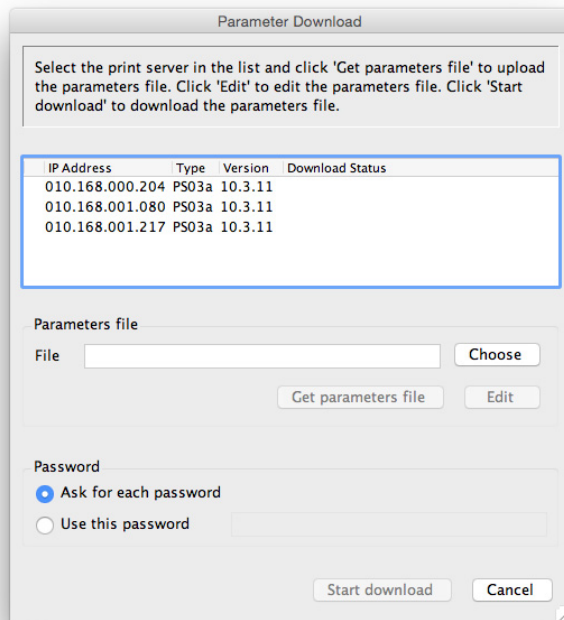 Parameter Download
Select the print server in the list and click 'Get parameters file' to upload
the parameters file. Click 'Edit' to edit the parameters file. Click 'Start
download' to download the parameters file.
IP Address Type Version Download Status
010.168.000.204 PS03a 10.3.11
010.168.001.080 PS03a 10.3.11
010.168.001.217 PS03a 10.3.11
Parameters file
File Choose
Get parameters file Edit
Password
Ask for each password
Use this password
Start download Cancel